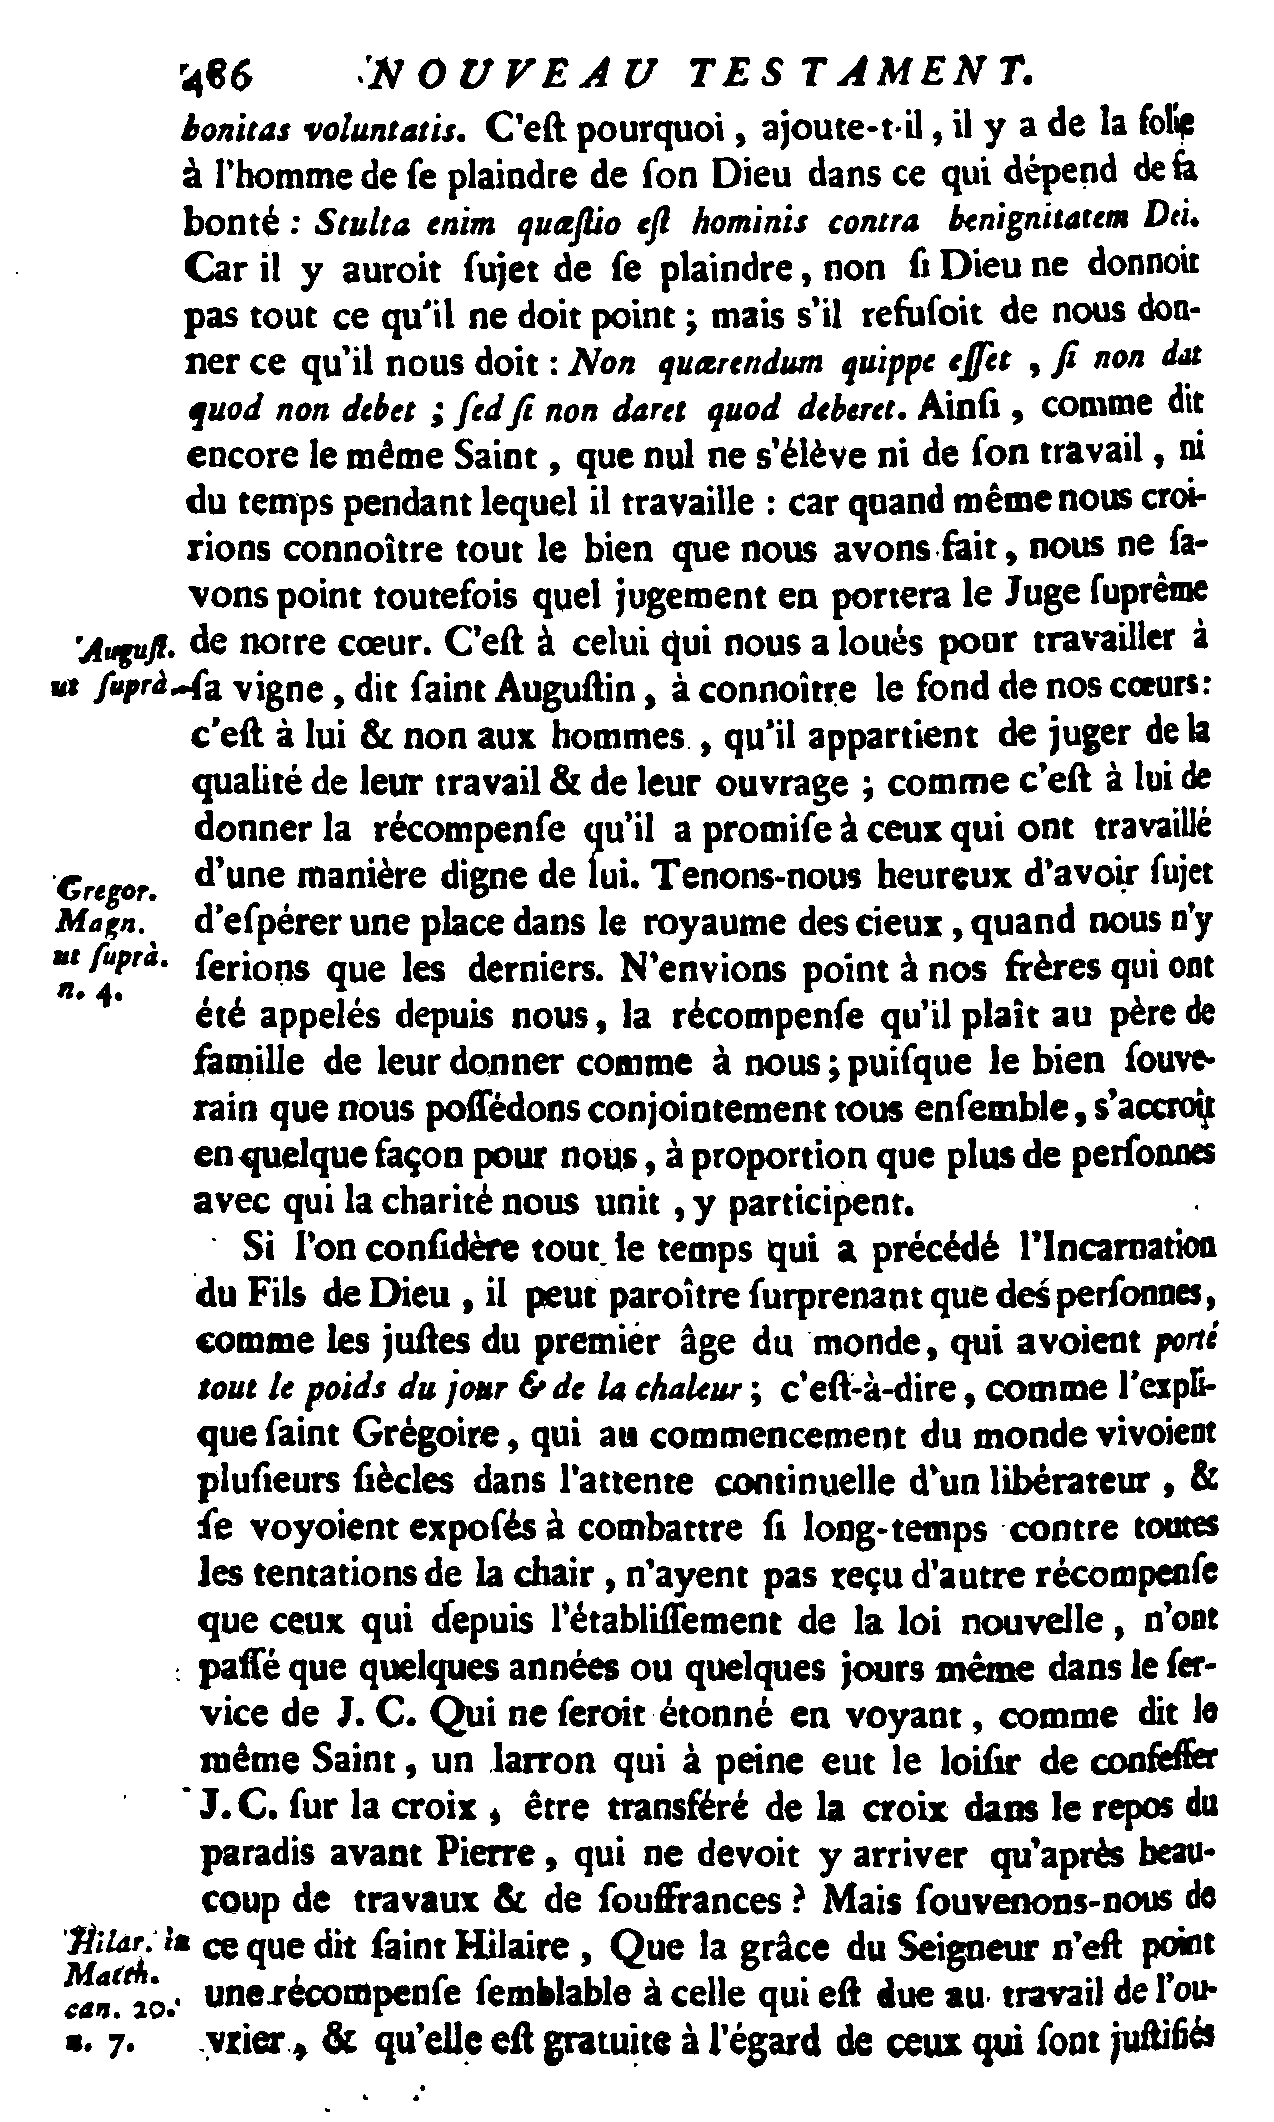 486 NOUVEAU TESTAMENT.
bonitas voluntatis. C'eſt pourquoi, ajoute-t-il, il y a de la folie
à l'homme de ſe plaindre de ſon Dieu dans ce qui dépend de ſa
bonté : Stulta enim quæſtio eſt hominis contra benignitatem Dei.
Car il y auroit ſujet de ſe plaindre, non ſi Dieu ne donnoit
pas tout ce qu'il ne doit point ; mais s'il refuſoit de nous don-
ner ce qu'il nous doit : Non quærendum quippe eſſet, ſi non dat
quod non debet ; ſed ſi non daret quod deberet. Ainſi, comme dit
encore le même Saint, que nul ne s'élève ni de ſon travail, ni
du temps pendant lequel il travaille : car quand même nous croi-
rions connoître tout le bien que nous avons fait, nous ne ſa-
vons point toutefois quel jugement en portera le Juge ſuprême
Auguſt. de notre cœur. C'eſt à celui qui nous a loués pour travailler à
ut ſuprà. ſa vigne, dit ſaint Auguſtin, à connoître le fond de nos cœurs :
c'eſt à lui & non aux hommes, qu'il appartient de juger de la
qualité de leur travail & de leur ouvrage ; comme c'eſt à lui de
donner la récompenſe qu'il a promiſe à ceux qui ont travaillé
Gregor. d'une manière digne de lui. Tenons-nous heureux d'avoir ſujet
Magn. d'eſpérer une place dans le royaume des cieux, quand nous n'y
ut ſuprà. ſerions que les derniers. N'envions point à nos frères qui ont
n. 4. été appelés depuis nous, la récompenſe qu'il plaît au père de
famille de leur donner comme à nous ; puiſque le bien ſouve-
rain que nous poſſédons conjointement tous enſemble, s'accroît
en quelque façon pour nous, à proportion que plus de perſonnes
avec qui la charité nous unit, y participent.
Si l'on conſidère tout le temps qui a précédé l'Incarnation
du Fils de Dieu, il peut paroître ſurprenant que des perſonnes,
comme les juſtes du premier âge du monde, qui avoient porté
tout le poids du jour & de la chaleur ; c'eſt-à-dire, comme l'expli-
que ſaint Grégoire, qui au commencement du monde vivoient
pluſieurs ſiècles dans l'attente continuelle d'un libérateur, &
ſe voyoient expoſés à combattre ſi long-temps contre toutes
les tentations de la chair, n'ayent pas reçu d'autre récompenſe
que ceux qui depuis l'établiſſement de la loi nouvelle, n'ont
paſſé que quelques années ou quelques jours même dans le ſer-
vice de J. C. Qui ne ſeroit étonné en voyant, comme dit le
même Saint, un larron qui à peine eut le loiſir de confeſſer
J. C. ſur la croix, être transféré de la croix dans le repos du
paradis avant Pierre, qui ne devoit y arriver qu'après beau-
coup de travaux & de ſouffrances ? Mais ſouvenons-nous de
Hilar. in ce que dit ſaint Hilaire, Que la grâce du Seigneur n'eſt point
Matth.
can. 20. une récompenſe ſemblable à celle qui eſt due au travail de l'ou-
n. 7. vrier, & qu'elle eſt gratuite à l'égard de ceux qui ſont juſtifiés